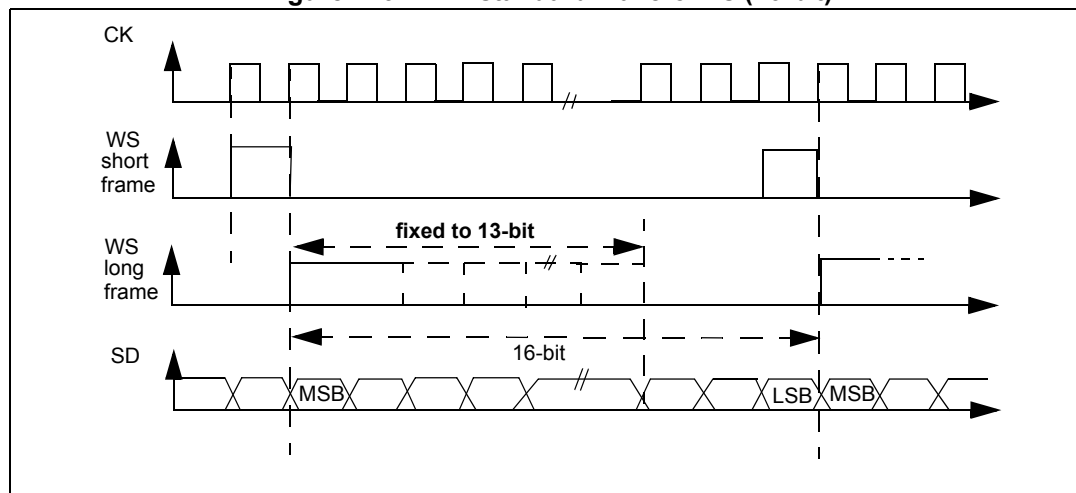 CK
WS
short
frame
fixed to 13-bit
WS
long
frame
16-bit
SD
MSB
LSB
MSB